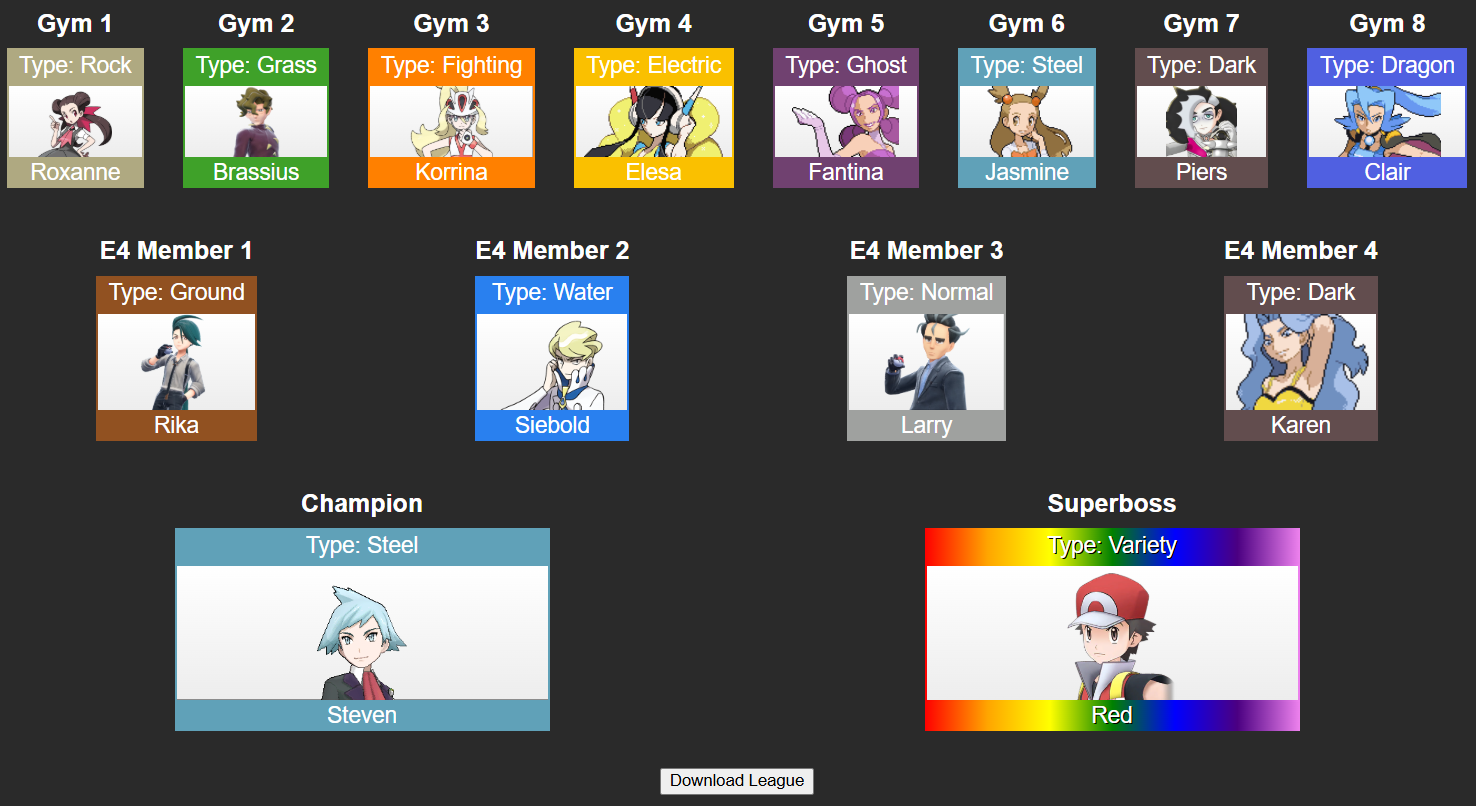 Gym 1 Gym 2 Gym 3 Gym 4 Gym 5 Gym 6 Gym 7 Gym 8
Type: Rock Type: Grass Type: Fighting Type: Electric Type: Ghost Type: Steel Type: Dark Type: Dragon
Roxanne Brassius Korrina Elesa Fantina Jasmine Piers Clair
E4 Member 1 E4 Member 2 E4 Member 3 E4 Member 4
Type: Ground Type: Water Type: Normal Type: Dark
Rika Siebold Larry Karen
Champion Superboss
Type: Steel Type: Variety
Steven Red
Download League